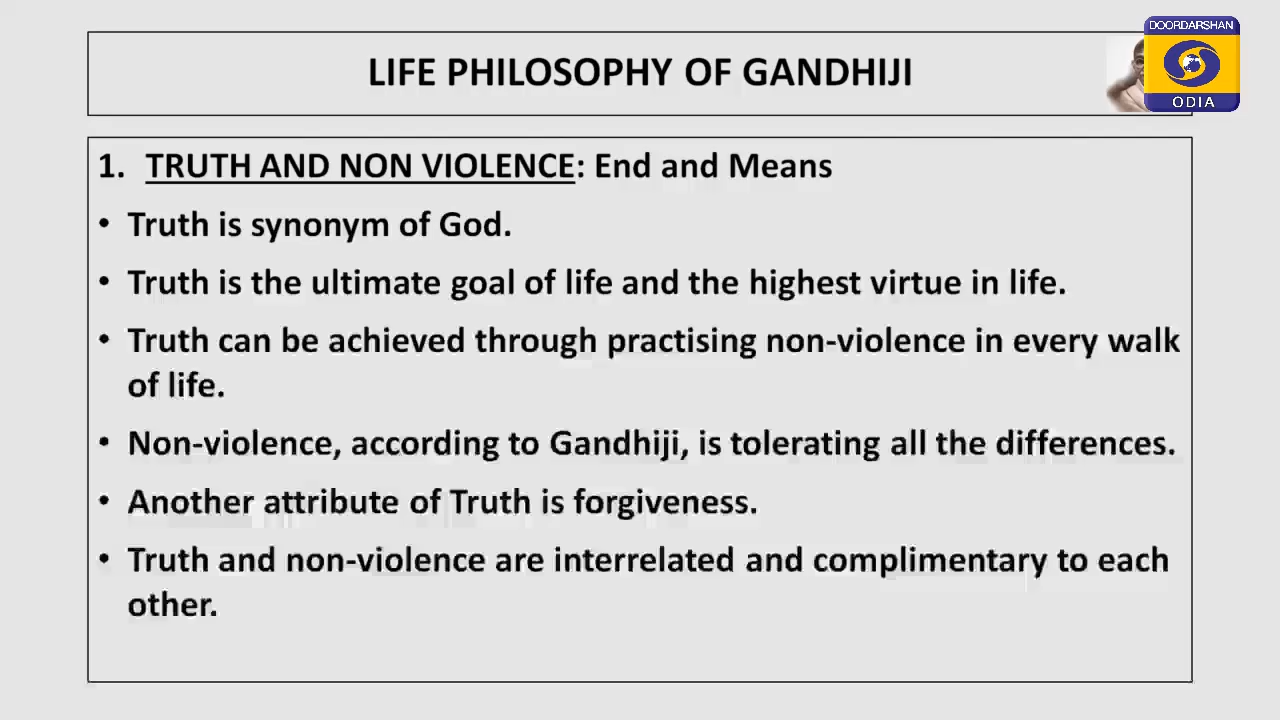 LIFE PHILOSOPHY OF GANDHIJI
DOORDARSHAN
ODIA
1. TRUTH AND NON VIOLENCE: End and Means
• Truth is synonym of God.
• Truth is the ultimate goal of life and the highest virtue in life.
• Truth can be achieved through practising non-violence in every walk
of life.
• Non-violence, according to Gandhiji, is tolerating all the differences.
• Another attribute of Truth is forgiveness.
• Truth and non-violence are interrelated and complimentary to each
other.